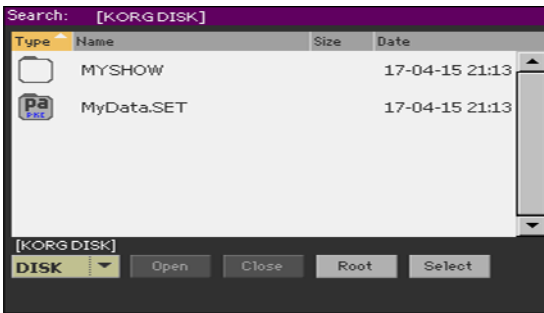 Search: [KORG DISK]
Type Name Size Date
MYSHOW 17-04-15 21:13
Pa PKG MyData.SET 17-04-15 21:13
[KORG DISK]
DISK Open Close Root Select